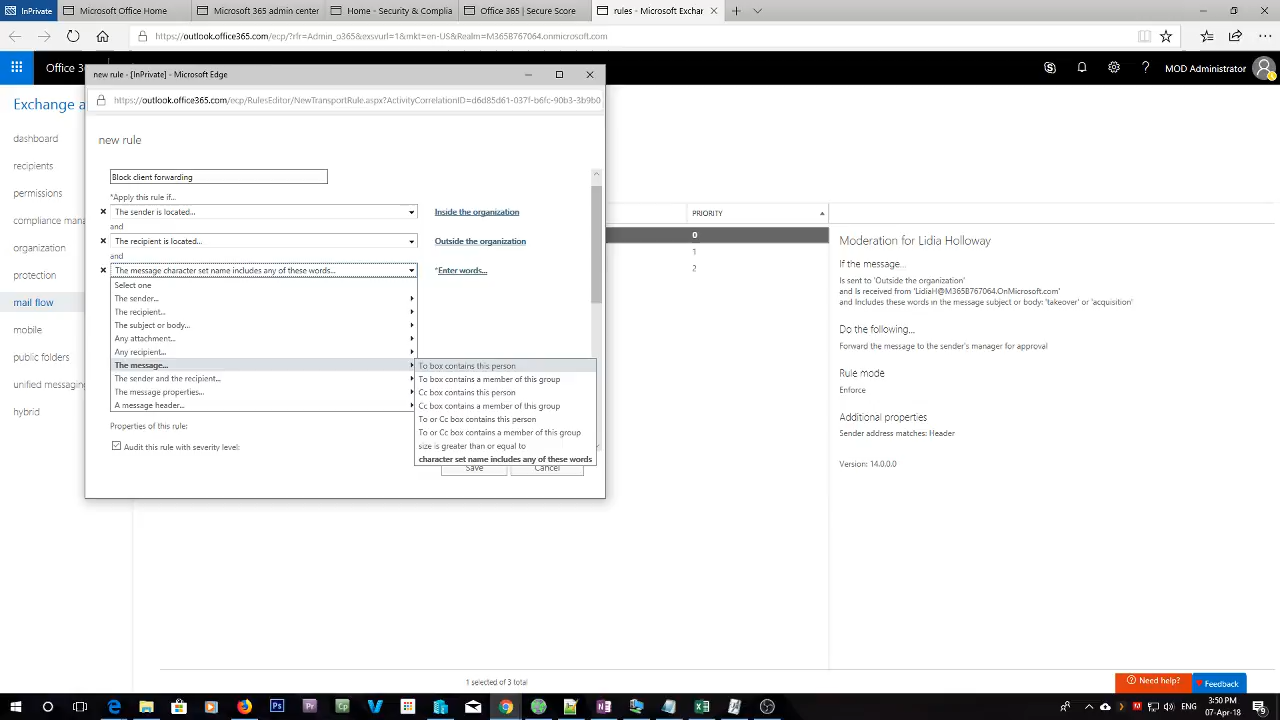 InPrivate
Microsoft Office Home
Microsoft 365 admin center
Home - Security & Complia
Office 365 | Secure Score
rules - Microsoft Exchar
https://outlook.office365.com/ecp/?rfr=Admin_o365&exsvurl=1&mkt=en-US&Realm=M365B767064.onmicrosoft.com
Office 3
MOD Administrator
new rule - [InPrivate] - Microsoft Edge
https://outlook.office365.com/ecp/RulesEditor/NewTransportRule.aspx?ActivityCorrelationID=d6d85d61-037f-b6fc-90b3-3b9b0
Exchange a
dashboard
recipients
permissions
compliance mana
organization
protection
mail flow
mobile
public folders
unified messaging
hybrid
new rule
Block client forwarding
*Apply this rule if...
The sender is located...
Inside the organization
and
The recipient is located...
Outside the organization
and
The message character set name includes any of these words...
*Enter words...
Select one
The sender...
The recipient...
The subject or body...
Any attachment...
Any recipient...
The message...
The sender and the recipient...
The message properties...
A message header...
To box contains this person
To box contains a member of this group
Cc box contains this person
Cc box contains a member of this group
To or Cc box contains this person
To or Cc box contains a member of this group
size is greater than or equal to
character set name includes any of these words
Properties of this rule:
Audit this rule with severity level:
Save
Cancel
PRIORITY
0
1
2
Moderation for Lidia Holloway
If the message...
Is sent to 'Outside the organization'
and Is received from 'LidiaH@M365B767064.OnMicrosoft.com'
and Includes these words in the message subject or body: 'takeover' or 'acquisition'
Do the following...
Forward the message to the sender's manager for approval
Rule mode
Enforce
Additional properties
Sender address matches: Header
Version: 14.0.0.0
1 selected of 3 total
Need help?
Feedback
3:50 PM
07-Apr-18